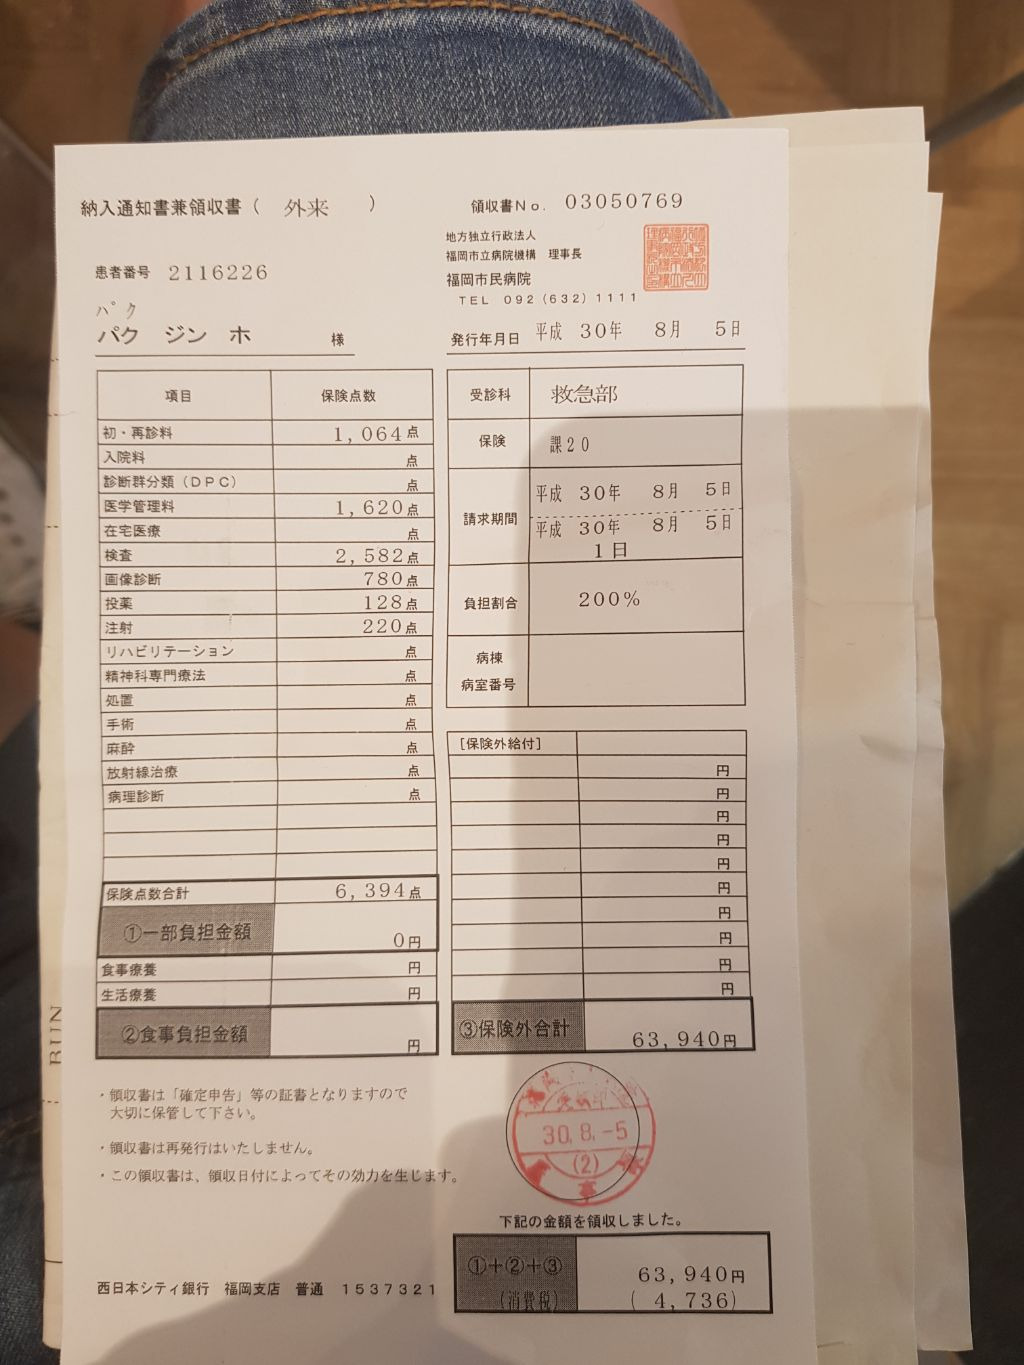 納入通知書兼領収書( 外来 )
領収書No. 03050769
地方独立行政法人
福岡市立病院機構 理事長
福岡市民病院
TEL 092(632)1111
患者番号 2116226
パク
パク ジン ホ 様
発行年月日 平成 30年 8月 5日
項目 保険点数
初・再診料 1,064点
入院料 点
診断群分類(DPC) 点
医学管理料 1,620点
在宅医療 点
検査 2,582点
画像診断 780点
投薬 128点
注射 220点
リハビリテーション 点
精神科専門療法 点
処置 点
手術 点
麻酔 点
放射線治療 点
病理診断 点
保険点数合計 6,394点
①一部負担金額 0円
食事療養 円
生活療養 円
②食事負担金額 円
受診科 救急部
保険 課20
請求期間 平成 30年 8月 5日
平成 30年 8月 5日
1日
負担割合 200%
病棟
病室番号
[保険外給付]
円
円
円
円
円
円
円
円
円
円
③保険外合計 63,940円
・領収書は「確定申告」等の証書となりますので
大切に保管して下さい。
・領収書は再発行はいたしません。
・この領収書は、領収日付によってその効力を生じます。
30.8.-5
(2)
下記の金額を領収しました。
①+②+③ 63,940円
(消費税) ( 4,736)
西日本シティ銀行 福岡支店 普通 1537321